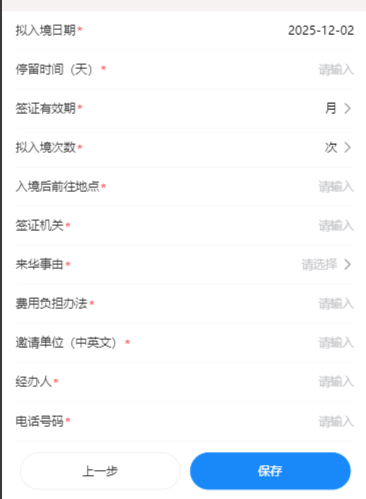 拟入境日期* 2025-12-02
停留时间（天）* 请输入
签证有效期* 月
拟入境次数* 次
入境后前往地点* 请输入
签证机关* 请输入
来华事由* 请选择
费用负担办法* 请输入
邀请单位（中英文）* 请输入
经办人* 请输入
电话号码* 请输入
上一步 保存